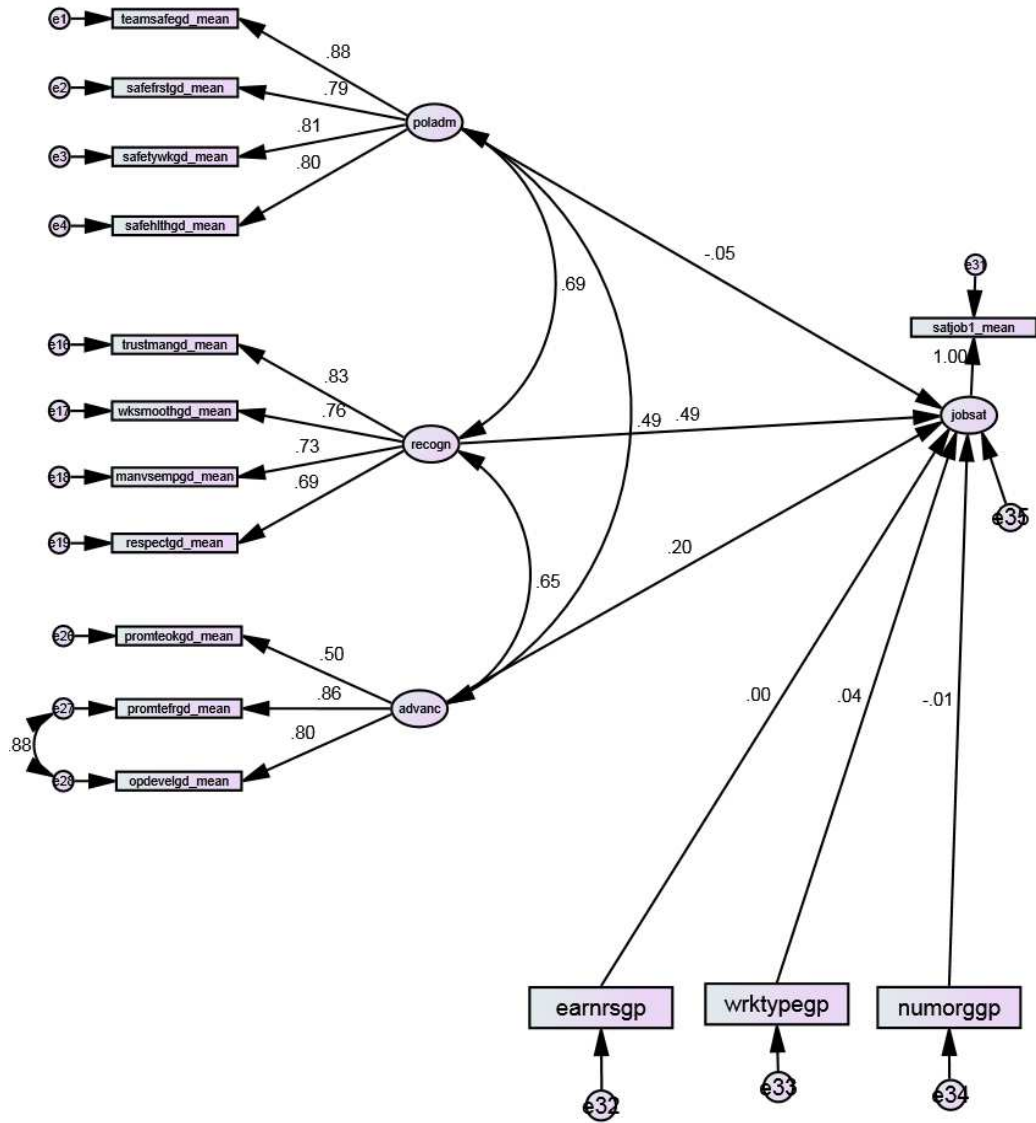 e1
teamsafegd_mean
.88
e2
safefrstgd_mean
.79
poladm
e3
safetywkgd_mean
.81
.80
e4
safehlthgd_mean
-.05
e31
.69
satjob1_mean
e16
trustmangd_mean
1.00
.83
e17
wksmoothgd_mean
.76
jobsat
recogn
.49
.49
e18
manvsempgd_mean
.73
.69
e35
e19
respectgd_mean
.20
.65
e26
promteokgd_mean
.50
.86
.00
.04
-.01
e27
promtefrgd_mean
advanc
.88
.80
e28
opdevelgd_mean
earnrsgp
wrktypegp
numorggp
e32
e33
e34